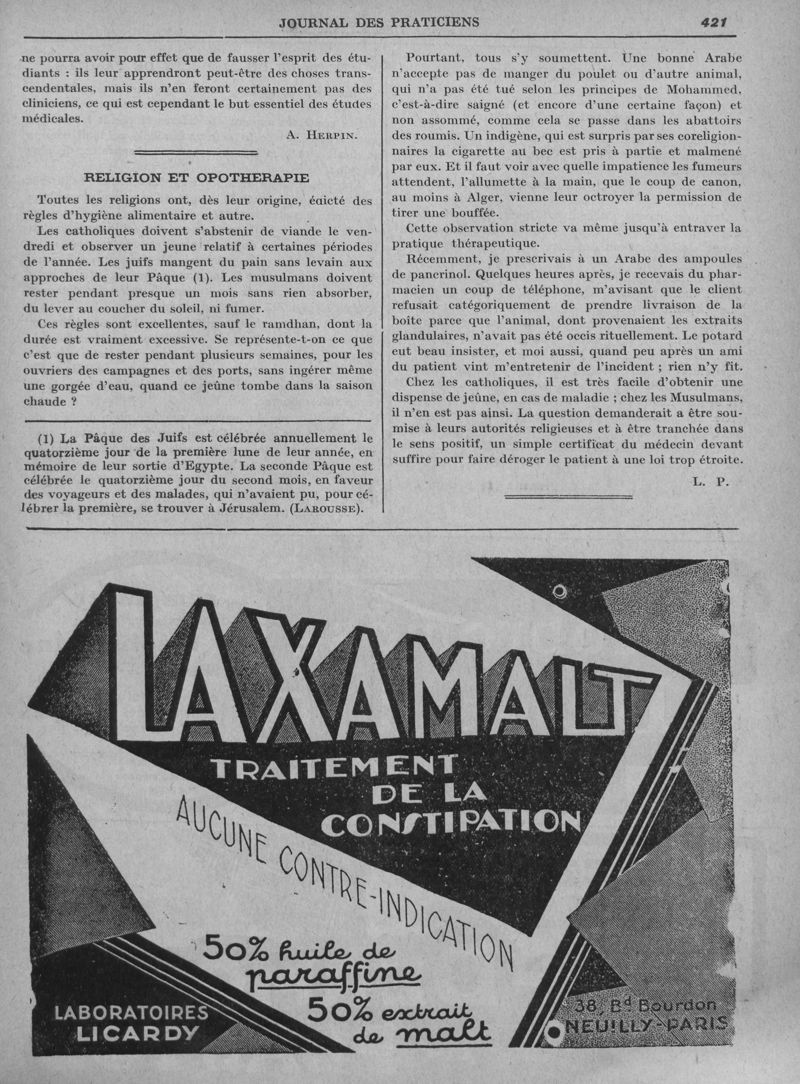 JOURNAL DES PRATICIENS 421
ne pourra avoir pour effet que de fausser l'esprit des étu-
diants : ils leur apprendront peut-être des choses trans-
cendentales, mais ils n'en feront certainement pas des
cliniciens, ce qui est cependant le but essentiel des études
médicales.
A. HERPIN.
RELIGION ET OPOTHERAPIE
Toutes les religions ont, dès leur origine, édicté des
règles d'hygiène alimentaire et autre.
Les catholiques doivent s'abstenir de viande le ven-
dredi et observer un jeune relatif à certaines périodes
de l'année. Les juifs mangent du pain sans levain aux
approches de leur Pâque (1). Les musulmans doivent
rester pendant presque un mois sans rien absorber,
du lever au coucher du soleil, ni fumer.
Ces règles sont excellentes, sauf le ramdhan, dont la
durée est vraiment excessive. Se représente-t-on ce que
c'est que de rester pendant plusieurs semaines, pour les
ouvriers des campagnes et des ports, sans ingérer même
une gorgée d'eau, quand ce jeûne tombe dans la saison
chaude ?
(1) La Pâque des Juifs est célébrée annuellement le
quatorzième jour de la première lune de leur année, en
mémoire de leur sortie d'Egypte. La seconde Pâque est
célébrée le quatorzième jour du second mois, en faveur
des voyageurs et des malades, qui n'avaient pu, pour cé-
lébrer la première, se trouver à Jérusalem. (LAROUSSE).
Pourtant, tous s'y soumettent. Une bonne Arabe
n'accepte pas de manger du poulet ou d'autre animal,
qui n'a pas été tué selon les principes de Mohammed,
c'est-à-dire saigné (et encore d'une certaine façon) et
non assommé, comme cela se passe dans les abattoirs
des roumis. Un indigène, qui est surpris par ses coreligion-
naires la cigarette au bec est pris à partie et malmené
par eux. Et il faut voir avec quelle impatience les fumeurs
attendent, l'allumette à la main, que le coup de canon,
au moins à Alger, vienne leur octroyer la permission de
tirer une bouffée.
Cette observation stricte va même jusqu'à entraver la
pratique thérapeutique.
Récemment, je prescrivais à un Arabe des ampoules
de pancrinol. Quelques heures après, je recevais du phar-
macien un coup de téléphone, m'avisant que le client
refusait catégoriquement de prendre livraison de la
boîte parce que l'animal, dont provenaient les extraits
glandulaires, n'avait pas été occis rituellement. Le potard
eut beau insister, et moi aussi, quand peu après un ami
du patient vint m'entretenir de l'incident ; rien n'y fit.
Chez les catholiques, il est très facile d'obtenir une
dispense de jeûne, en cas de maladie ; chez les Musulmans,
il n'en est pas ainsi. La question demanderait a être sou-
mise à leurs autorités religieuses et à être tranchée dans
le sens positif, un simple certificat du médecin devant
suffire pour faire déroger le patient à une loi trop étroite.
L. P.
LAXAMALT
TRAITEMENT
DE LA
CONSTIPATION
AUCUNE CONTRE-INDICATION
50% huile de
paraffine
50% extrait
de malt
LABORATOIRES
LICARDY
38, Bd Bourdon
NEUILLY-PARIS